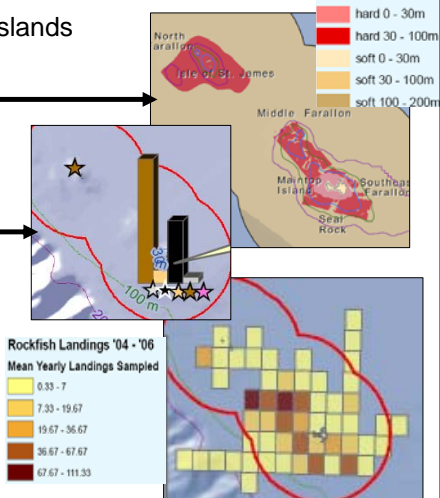 slands
hard 0 - 30m
hard 30 - 100m
soft 0 - 30m
soft 30 - 100m
soft 100 - 200m
North
arallon
Isle of St. James
Middle Farallon
Maintop
Island
Southeas
Farallo
Seal
Rock
100 m
Rockfish Landings '04 - '06
Mean Yearly Landings Sampled
0.33 - 7
7.33 - 19.67
19.67 - 36.67
36.67 - 67.67
67.67 - 111.33